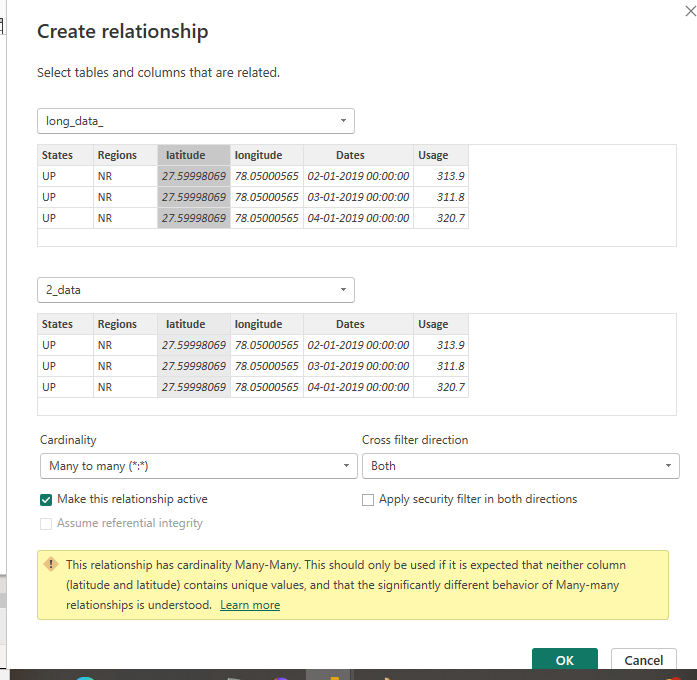 Create relationship
Select tables and columns that are related.
long_data_
States Regions latitude longitude Dates Usage
UP NR 27.59998069 78.05000565 02-01-2019 00:00:00 313.9
UP NR 27.59998069 78.05000565 03-01-2019 00:00:00 311.8
UP NR 27.59998069 78.05000565 04-01-2019 00:00:00 320.7
2_data
States Regions latitude longitude Dates Usage
UP NR 27.59998069 78.05000565 02-01-2019 00:00:00 313.9
UP NR 27.59998069 78.05000565 03-01-2019 00:00:00 311.8
UP NR 27.59998069 78.05000565 04-01-2019 00:00:00 320.7
Cardinality Cross filter direction
Many to many (*:*) Both
Make this relationship active Apply security filter in both directions
Assume referential integrity
This relationship has cardinality Many-Many. This should only be used if it is expected that neither column
(latitude and latitude) contains unique values, and that the significantly different behavior of Many-many
relationships is understood. Learn more
OK Cancel